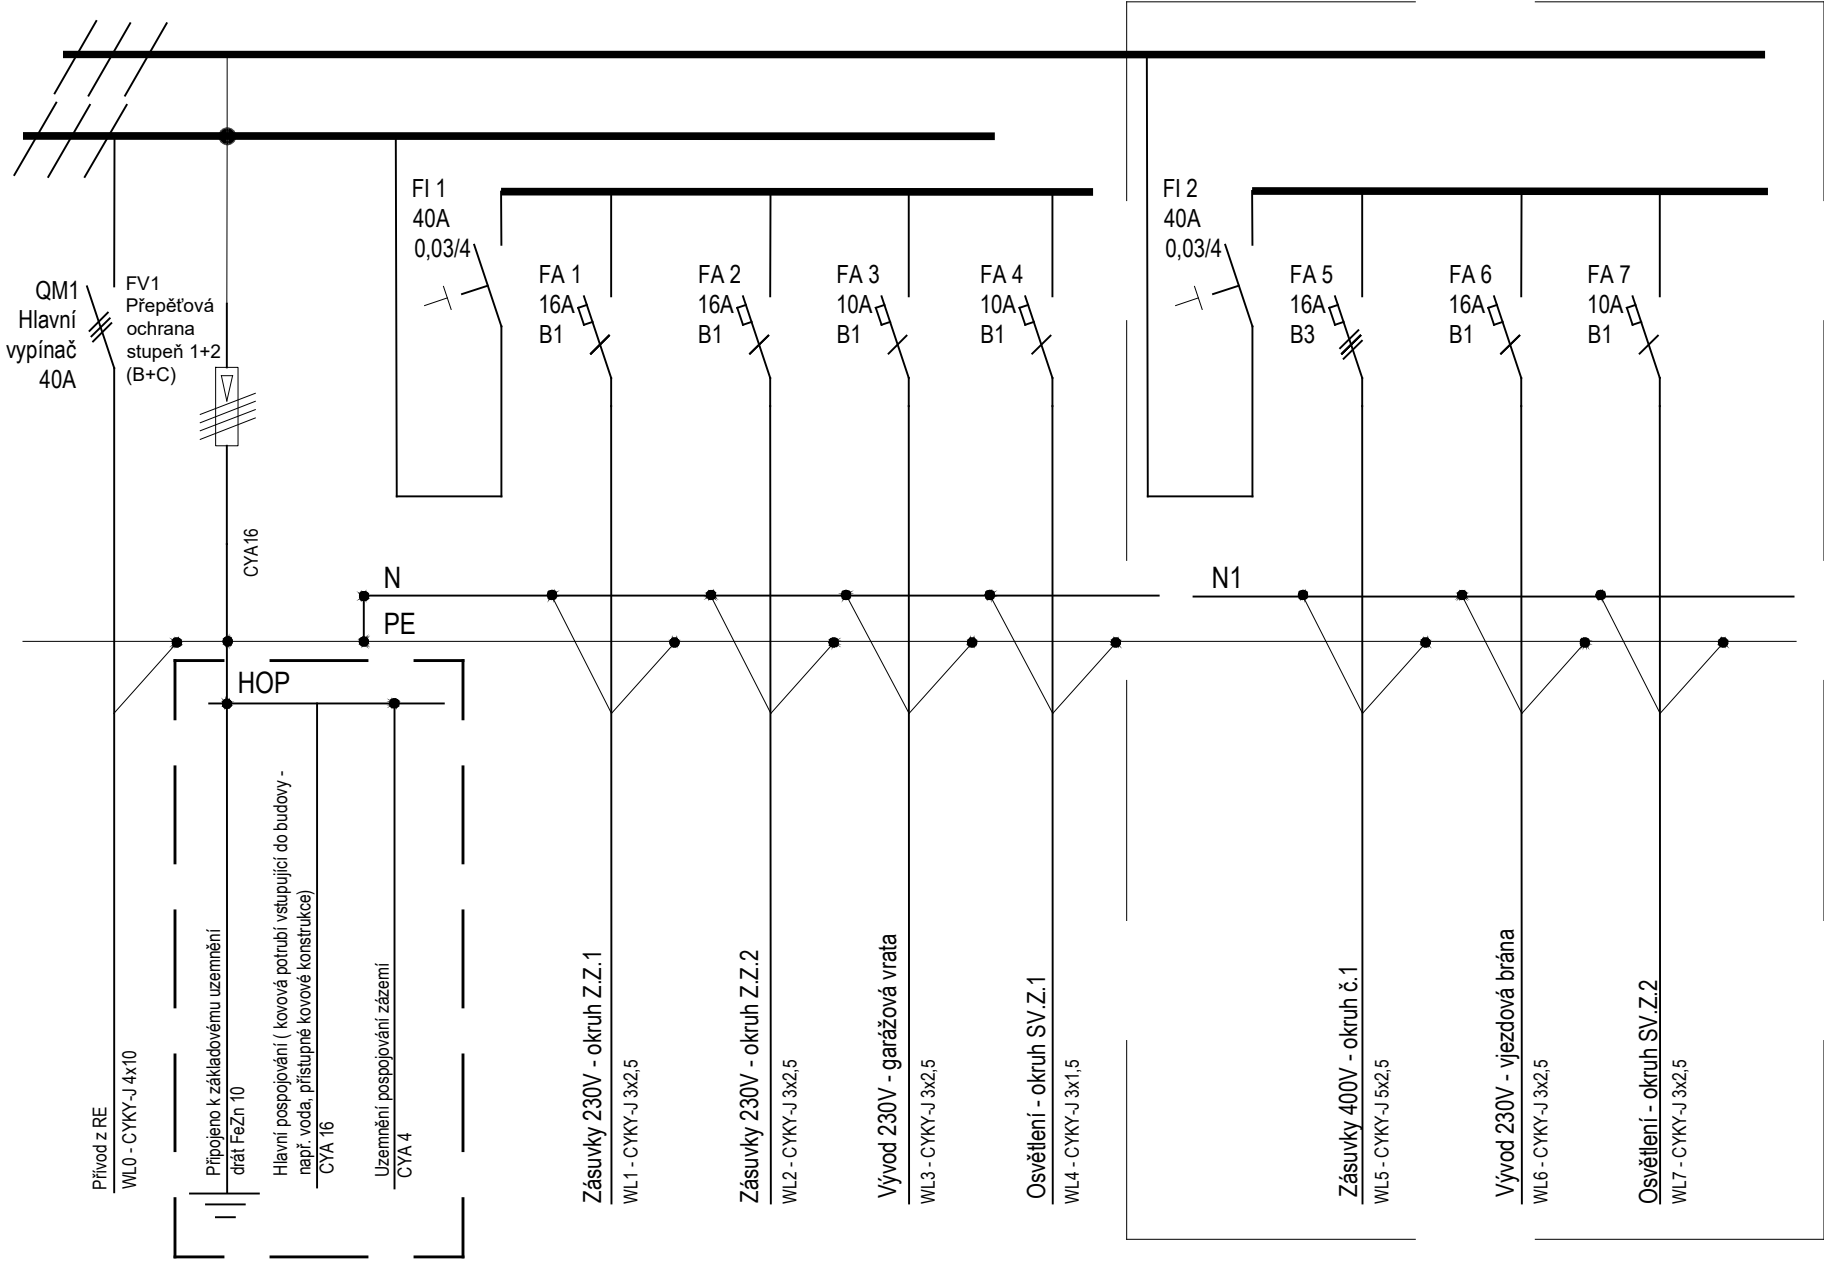 QM1
Hlavní
vypínač
40A
FV1
Přepěťová
ochrana
stupeň 1+2
(B+C)
FI 1
40A
0,03/4
FA 1
16A
B1
FA 2
16A
B1
FA 3
10A
B1
FA 4
10A
B1
FI 2
40A
0,03/4
FA 5
16A
B3
FA 6
16A
B1
FA 7
10A
B1
CYA16
N
PE
N1
HOP
Přívod z RE
WL0 - CYKY-J 4x10
Připojeno k základovému uzemnění
drát FeZn 10
Hlavní pospojování ( kovová potrubí vstupující do budovy -
např. voda, přístupné kovové konstrukce)
CYA 16
Uzemnění pospojování zázemí
CYA 4
Zásuvky 230V - okruh Z.Z.1
WL1 - CYKY-J 3x2,5
Zásuvky 230V - okruh Z.Z.2
WL2 - CYKY-J 3x2,5
Vývod 230V - garážová vrata
WL3 - CYKY-J 3x2,5
Osvětlení - okruh SV.Z.1
WL4 - CYKY-J 3x1,5
Zásuvky 400V - okruh č.1
WL5 - CYKY-J 5x2,5
Vývod 230V - vjezdová brána
WL6 - CYKY-J 3x2,5
Osvětlení - okruh SV.Z.2
WL7 - CYKY-J 3x2,5